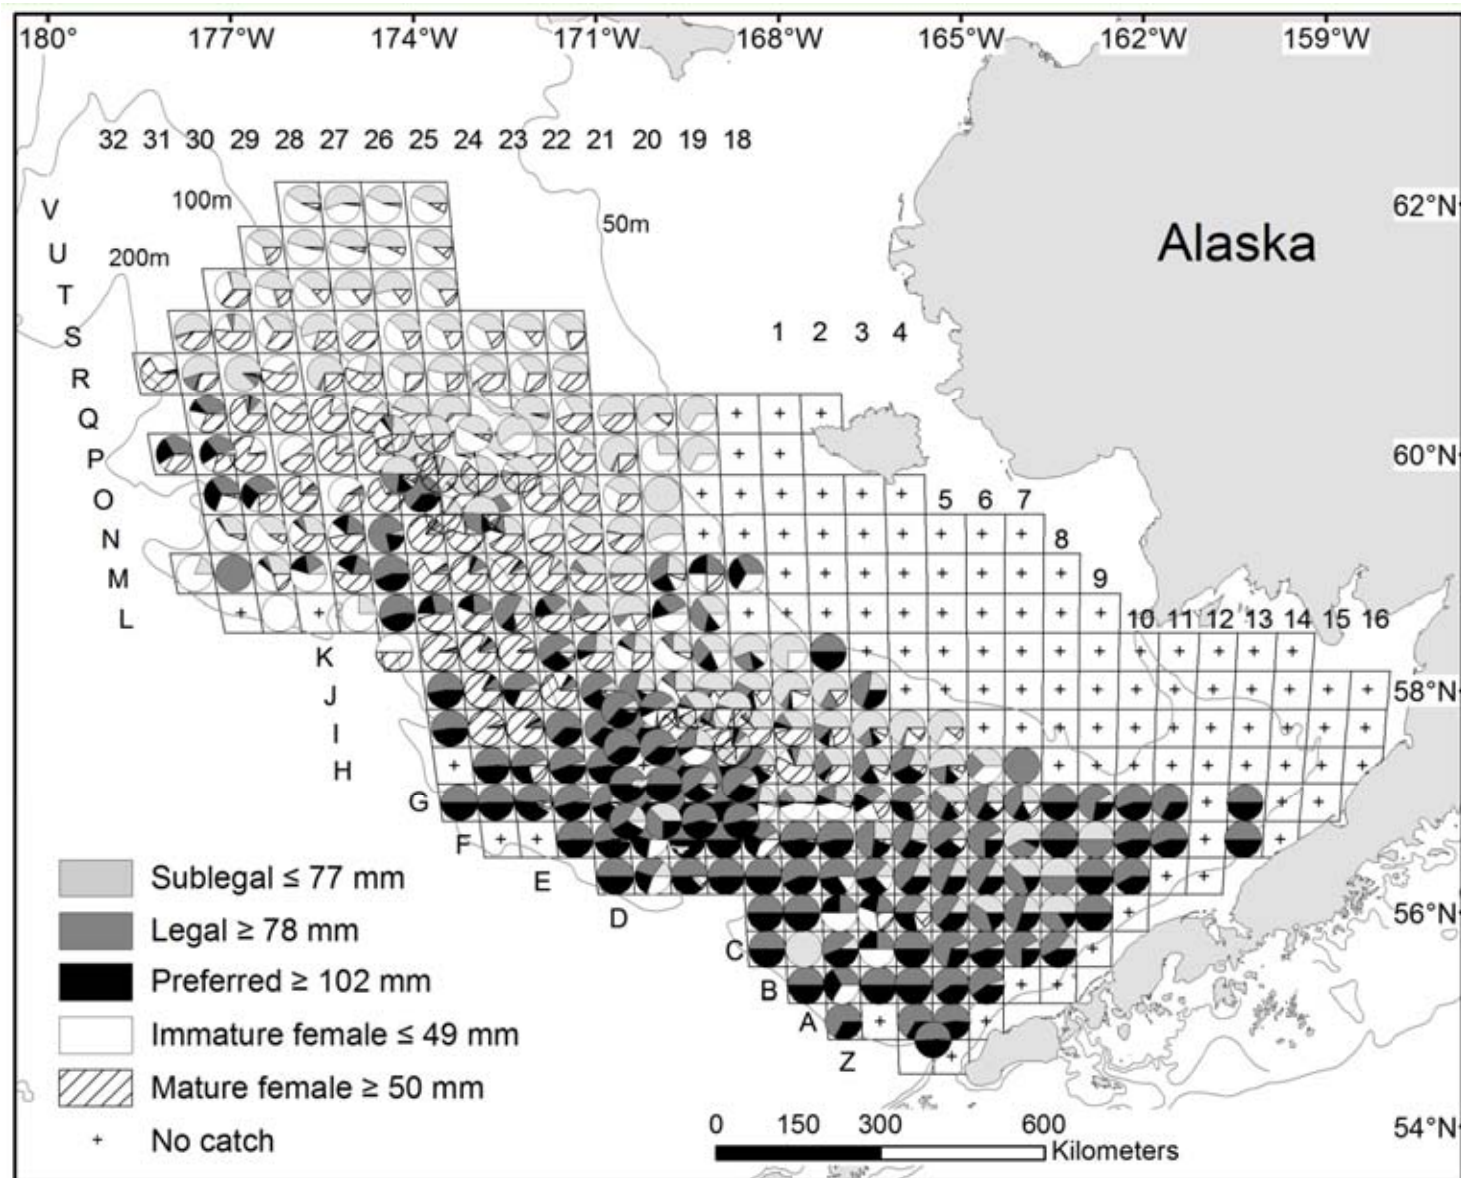 180° 177°W 174°W 171°W 168°W 165°W 162°W 159°W
32 31 30 29 28 27 26 25 24 23 22 21 20 19 18
100m
V
62°N
50m
Alaska
U
200m
T
S
1 2 3 4
R
Q
P
60°N
O
5 6 7
N
8
M
9
L
10 11 12 13 14 15 16
K
J
58°N
I
H
G
F
Sublegal ≤ 77 mm
E
D
56°N
Legal ≥ 78 mm
C
Preferred ≥ 102 mm
B
A
Immature female ≤ 49 mm
Z
Mature female ≥ 50 mm
0 150 300 600
54°N
+ No catch
Kilometers